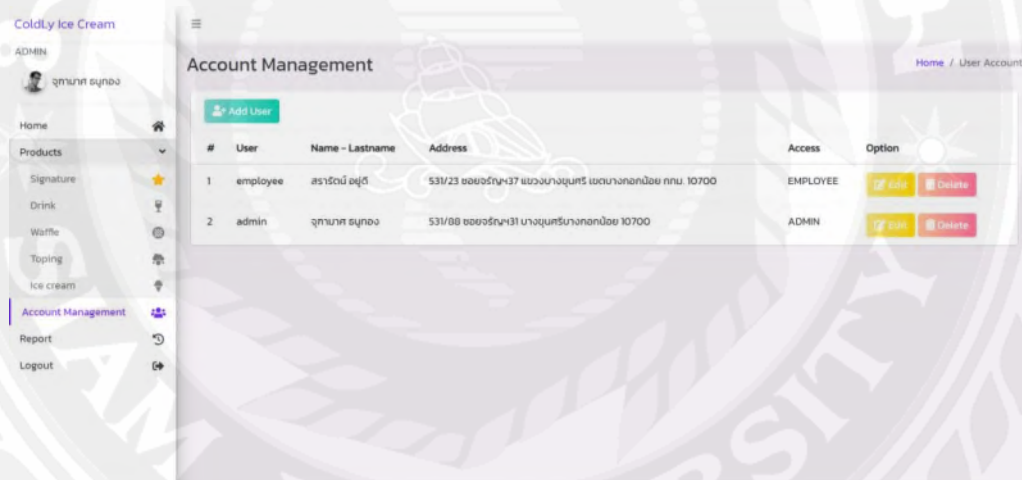 ColdLy Ice Cream
ADMIN
จุฑามาศ ธนูทอง
Home
Products
Signature
Drink
Waffle
Toping
Ice cream
Account Management
Report
Logout
Account Management
Home / User Account
Add User
# User Name - Lastname Address Access Option
1 employee สรารัตน์ อยู่ดี 531/23 ซอยจรัญฯ37 แขวงบางขุนศรี เขตบางกอกน้อย กทม. 10700 EMPLOYEE Edit Delete
2 admin จุฑามาศ ธนูทอง 531/88 ซอยจรัญฯ31 บางขุนศรีบางกอกน้อย 10700 ADMIN Edit Delete
SIAM UNIVERSITY